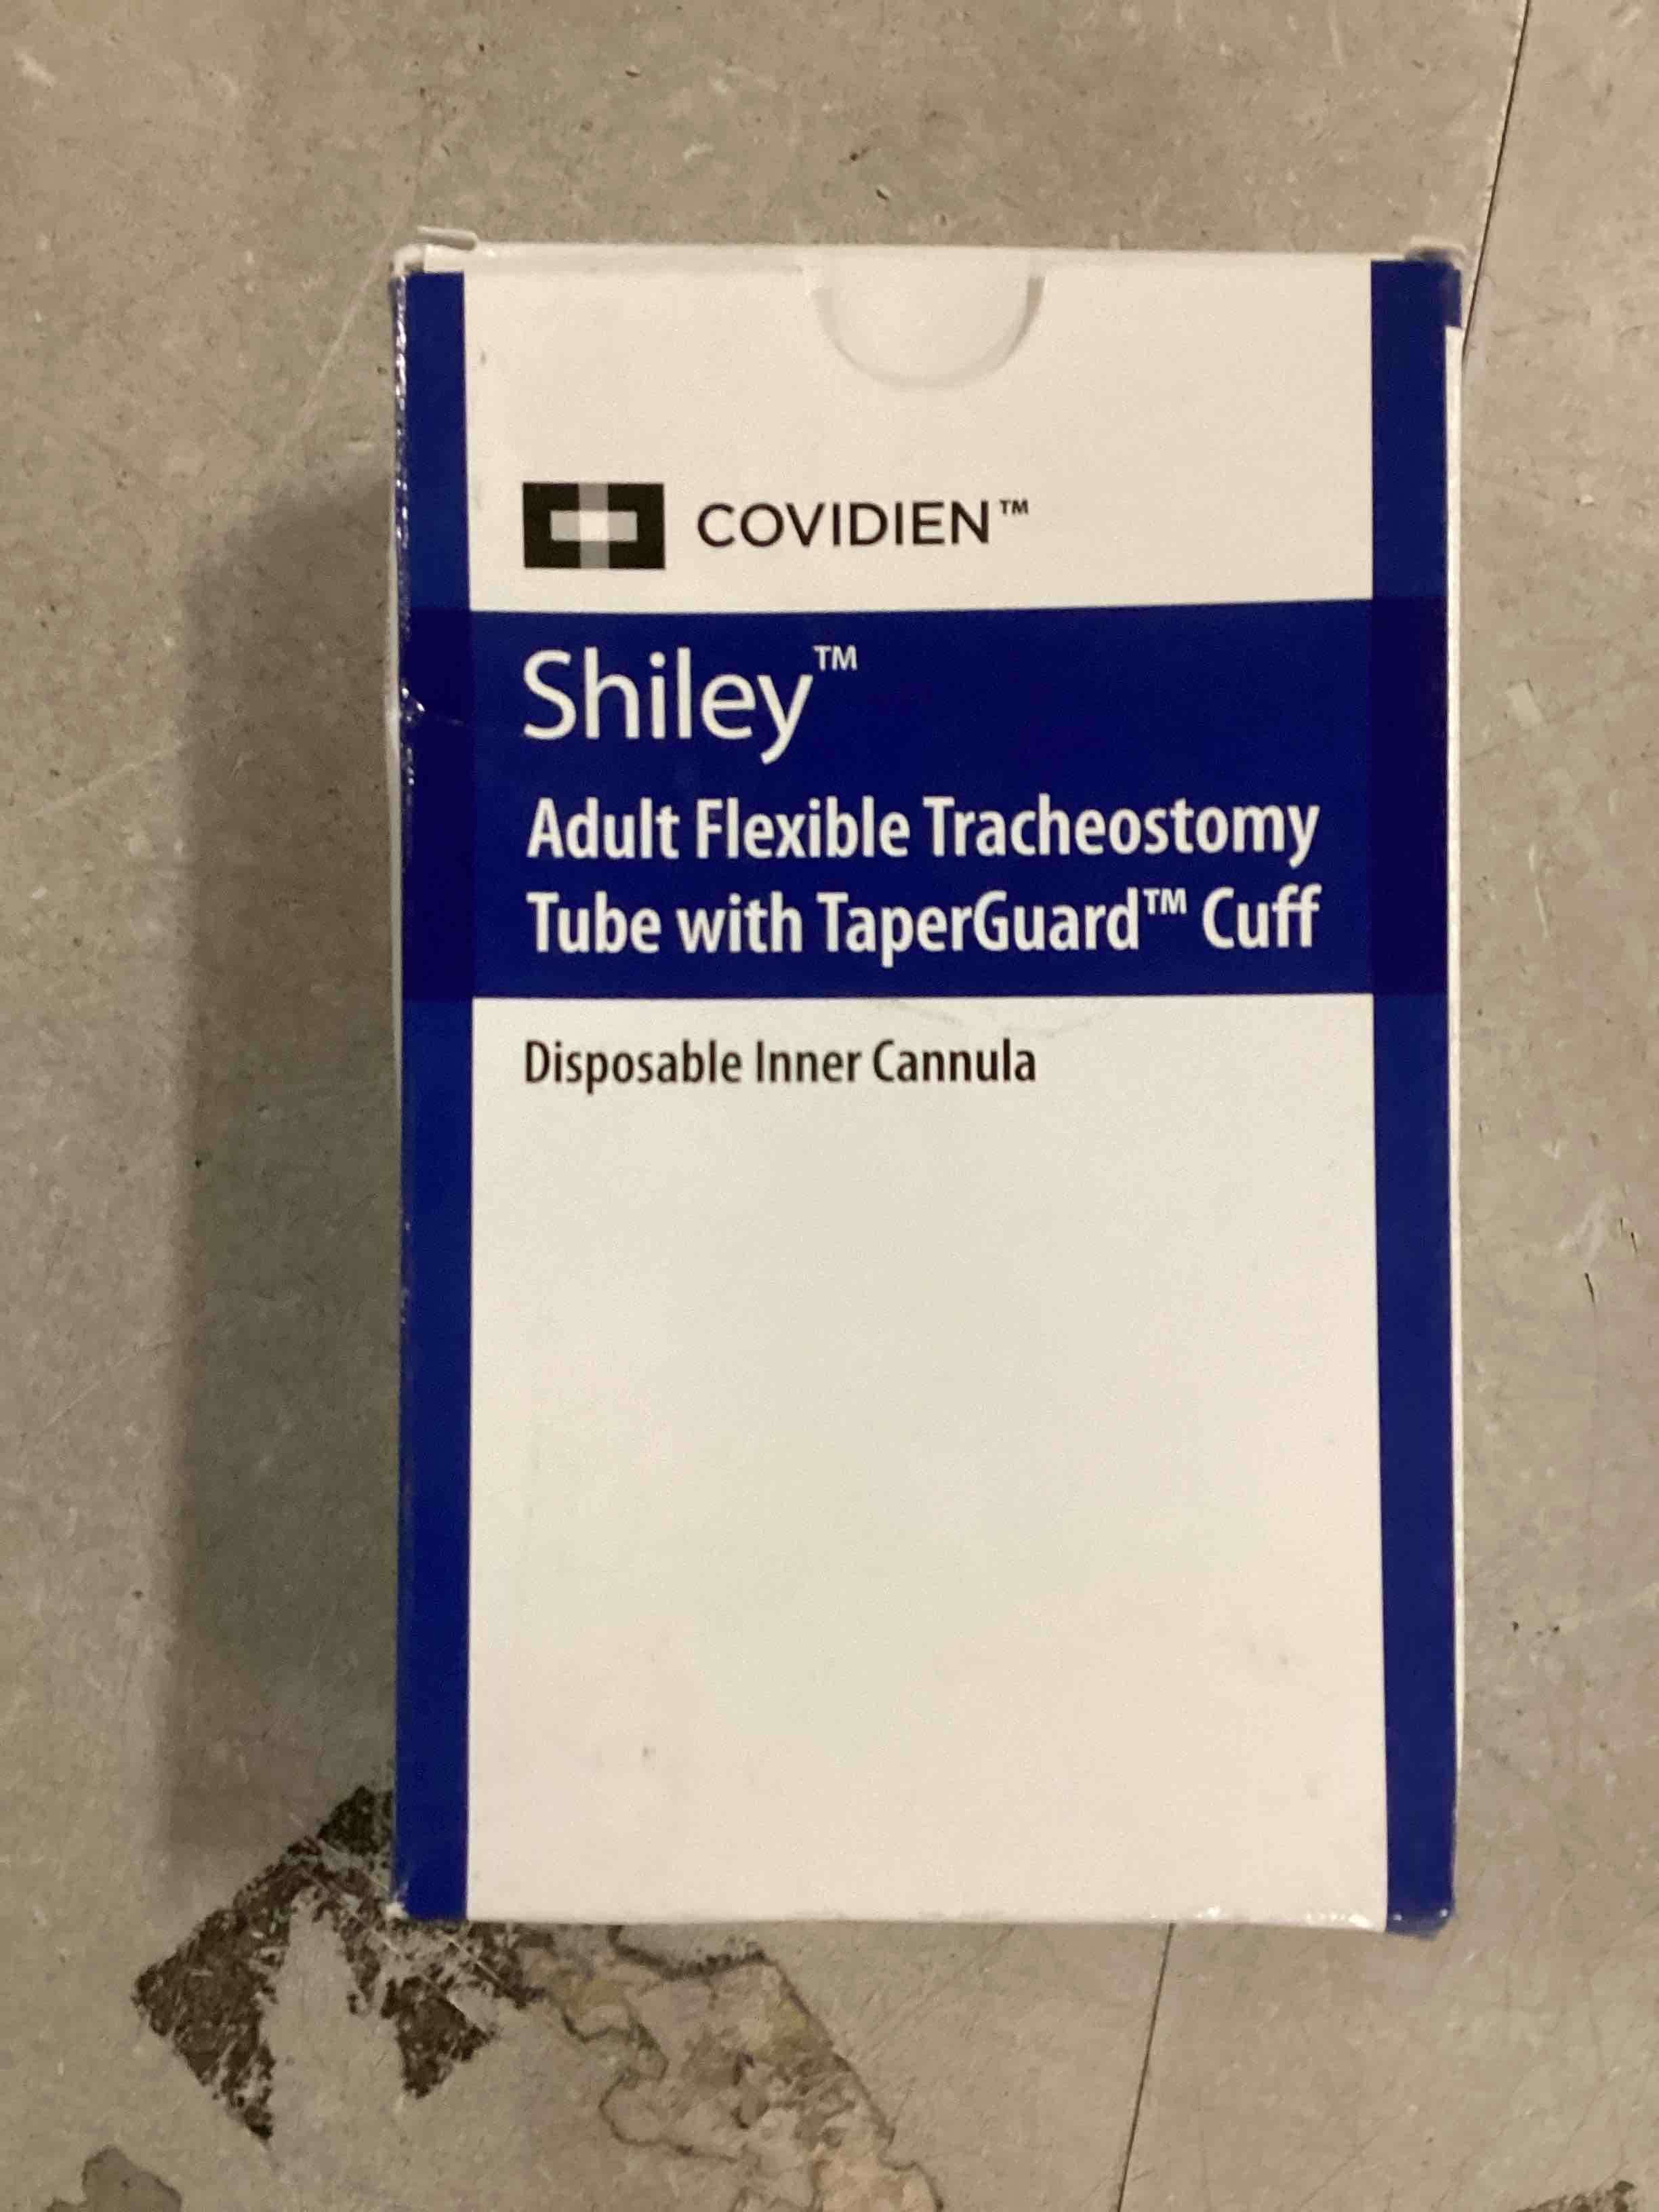 COVIDIEN™
Shiley™
Adult Flexible Tracheostomy
Tube with TaperGuard™ Cuff
Disposable Inner Cannula